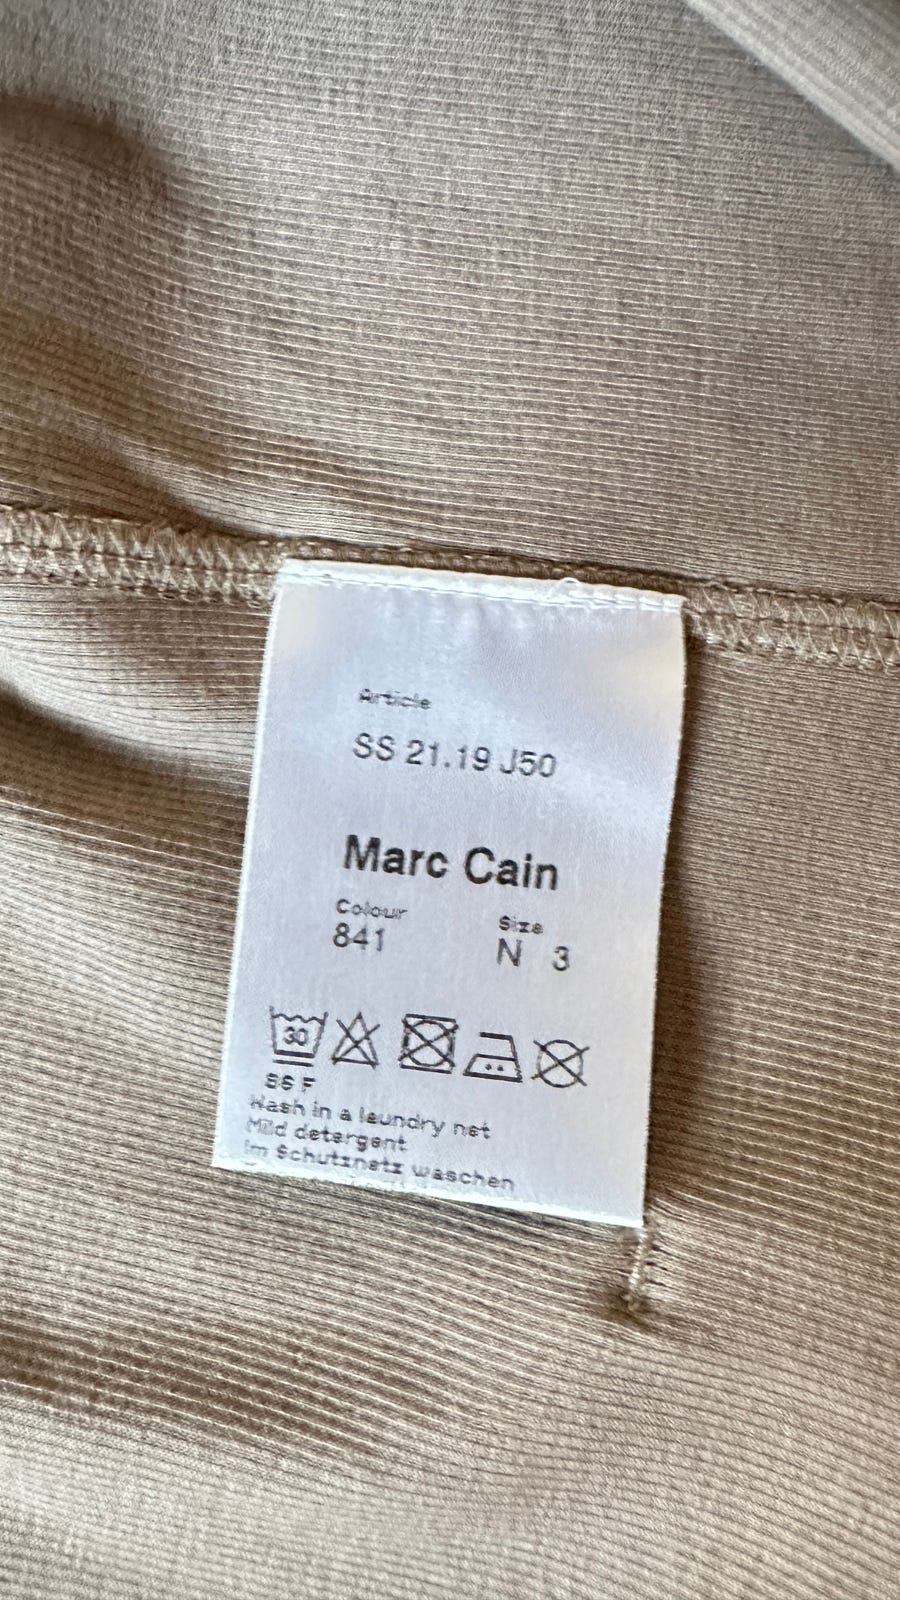 Article
SS 21.19 J50
Marc Cain
Colour Size
841 N 3
30
SS F
Wash in a laundry net
Mild detergent
Im Schutznetz waschen